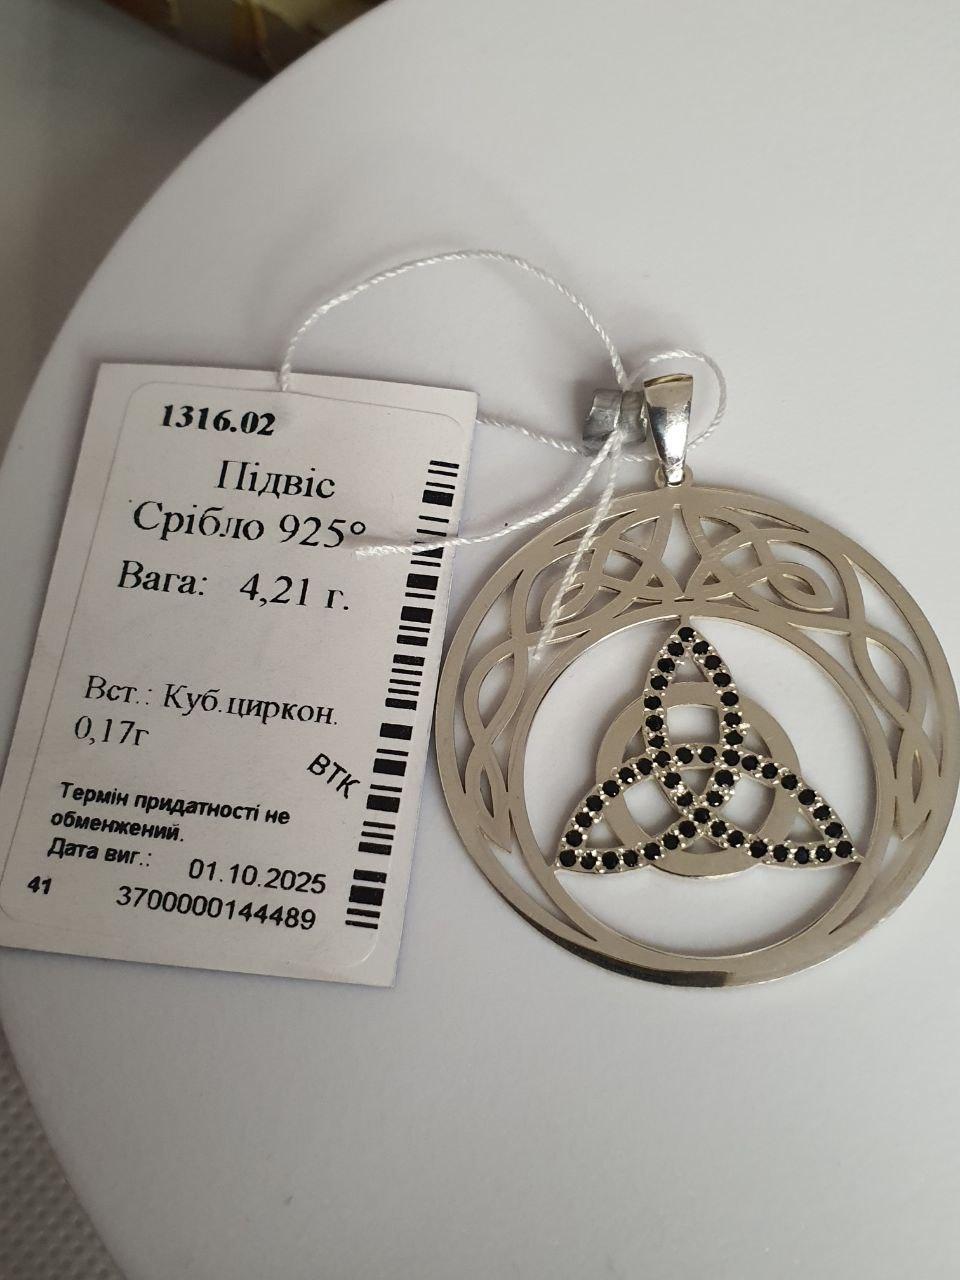 1316.02
Підвіс
Срібло 925°
Вага: 4,21 г.
Вст.: Куб.циркон.
0,17г
ВТК
Термін придатності не
обменжений.
Дата виг.: 01.10.2025
41 3700000144489